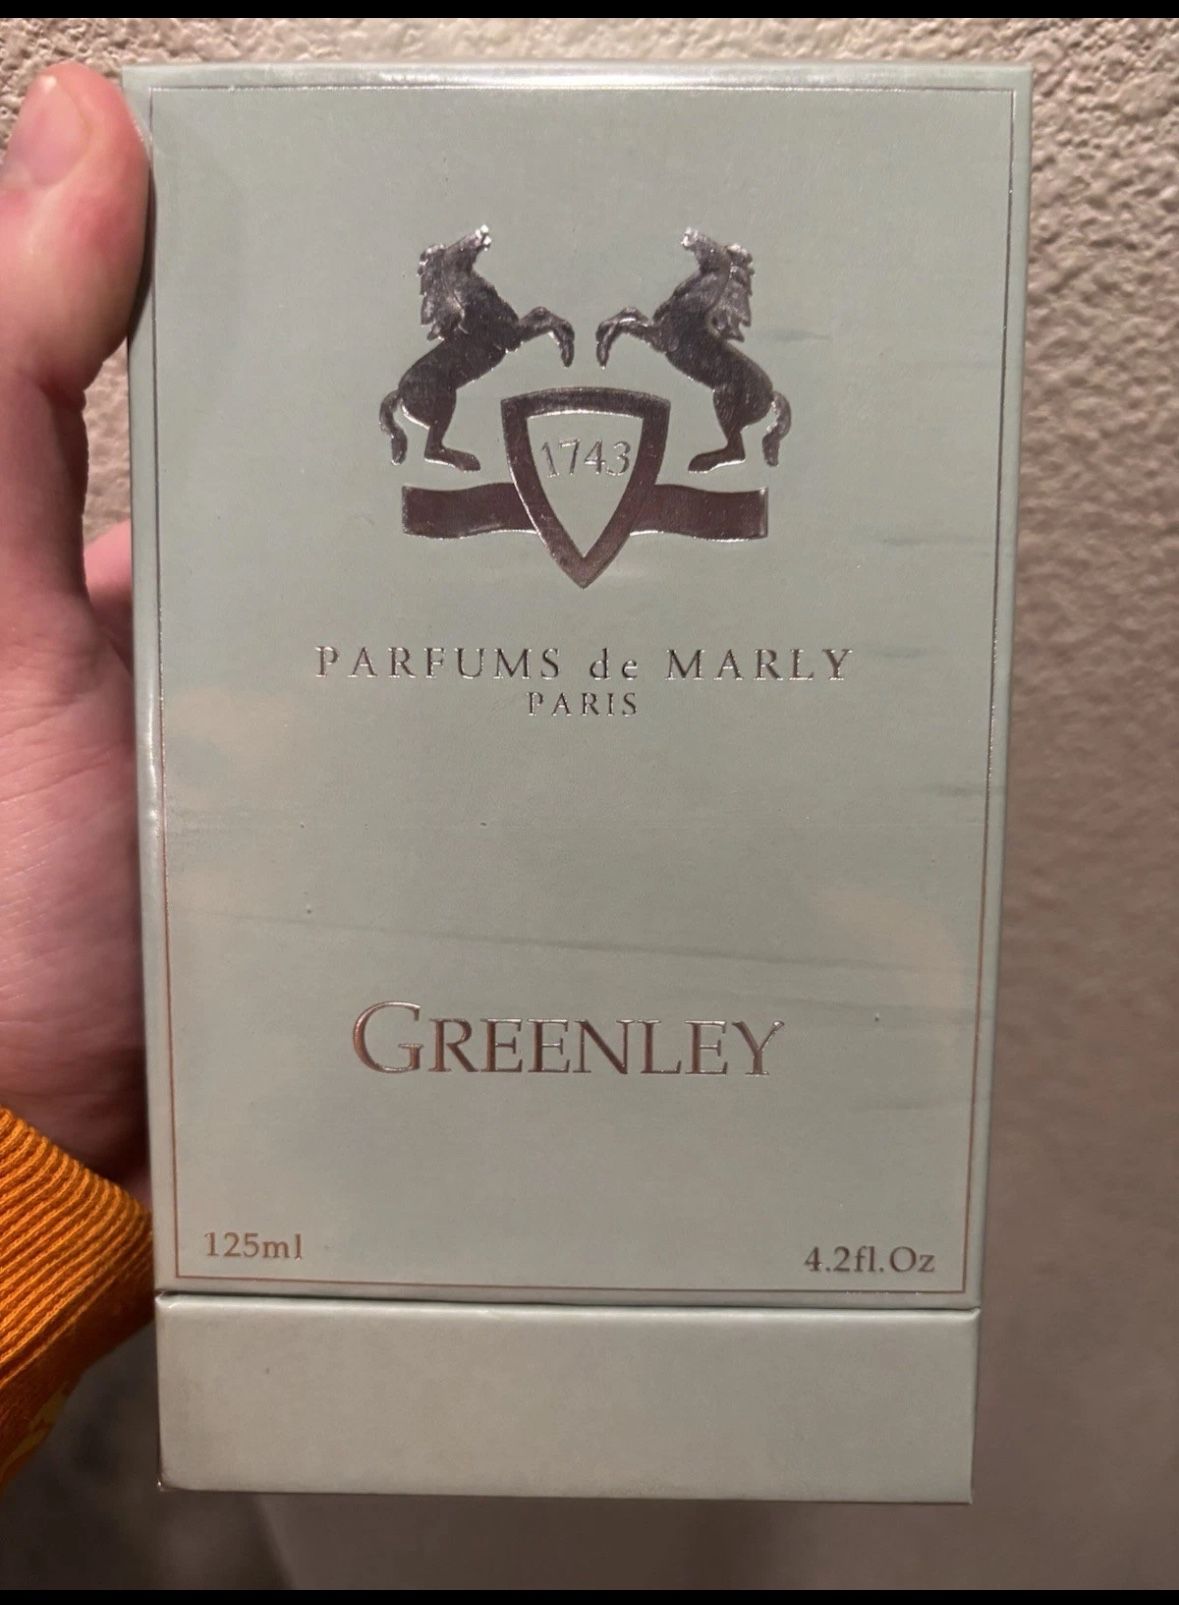 1743
PARFUMS de MARLY
PARIS
GREENLEY
125ml
4.2fl.Oz